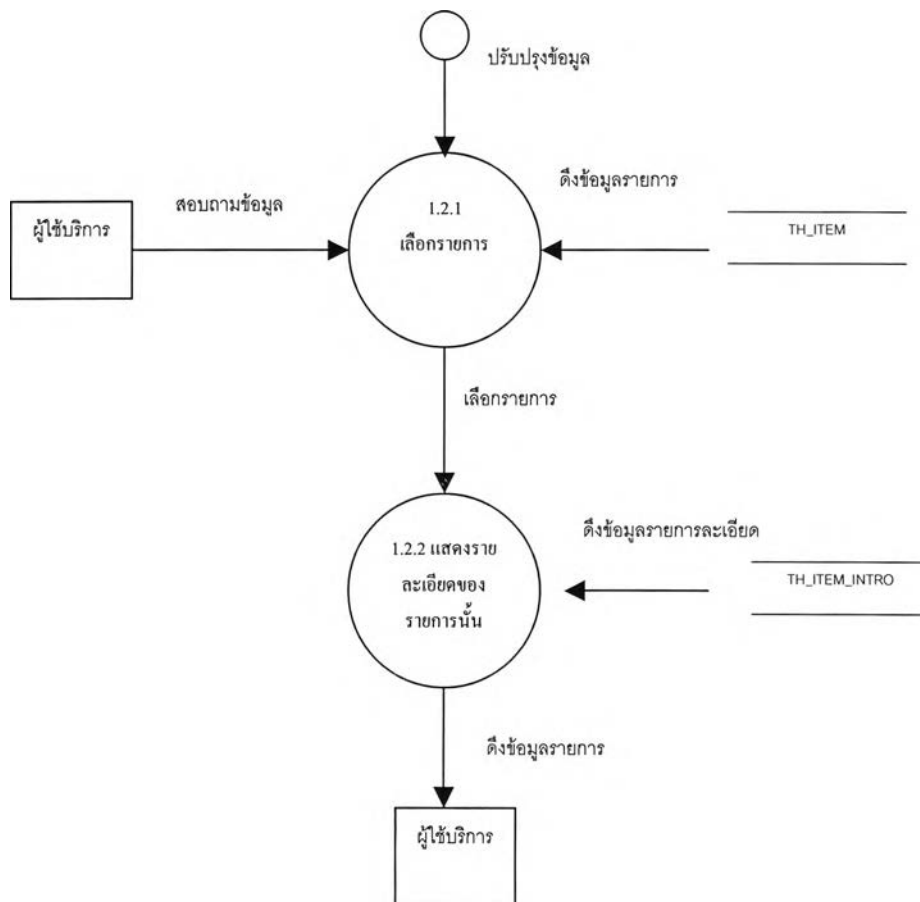 ปรับปรุงข้อมูล
ดึงข้อมูลรายการ
สอบถามข้อมูล
ผู้ใช้บริการ
1.2.1
เลือกรายการ
TH_ITEM
เลือกรายการ
ดึงข้อมูลรายการละเอียด
1.2.2 แสดงราย
ละเอียดของ
รายการนั้น
TH_ITEM_INTRO
ดึงข้อมูลรายการ
ผู้ใช้บริการ